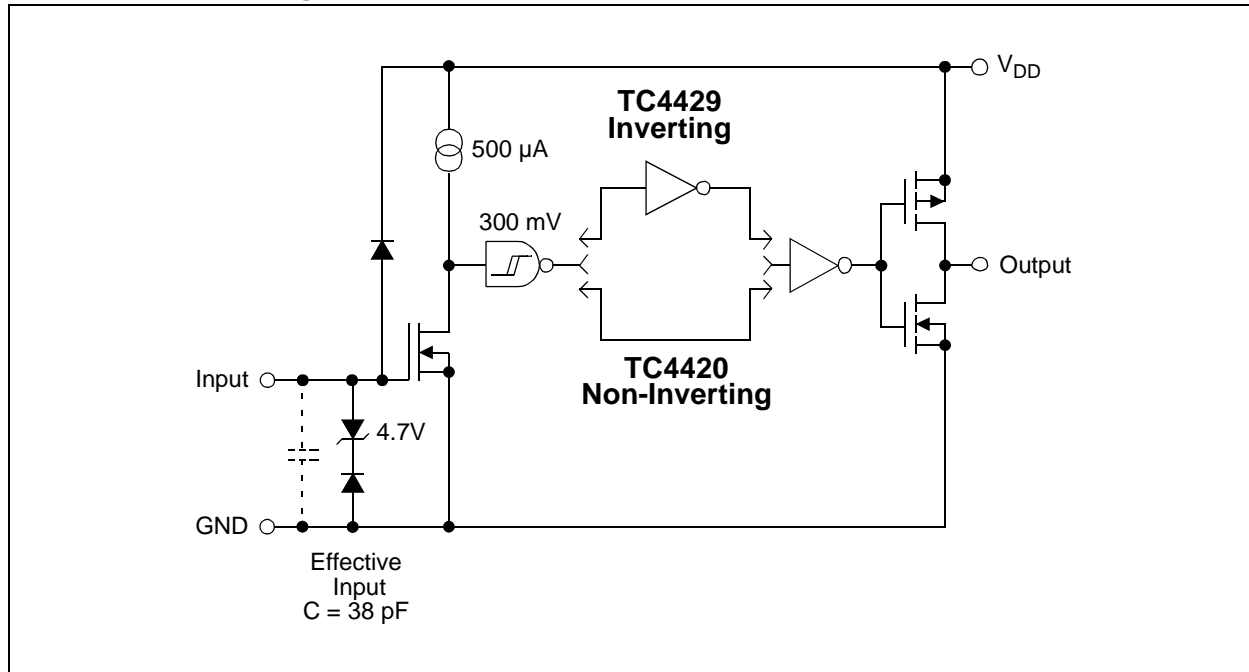 V_DD
TC4429
Inverting
500 µA
300 mV
Output
TC4420
Non-Inverting
Input
4.7V
GND
Effective
Input
C = 38 pF